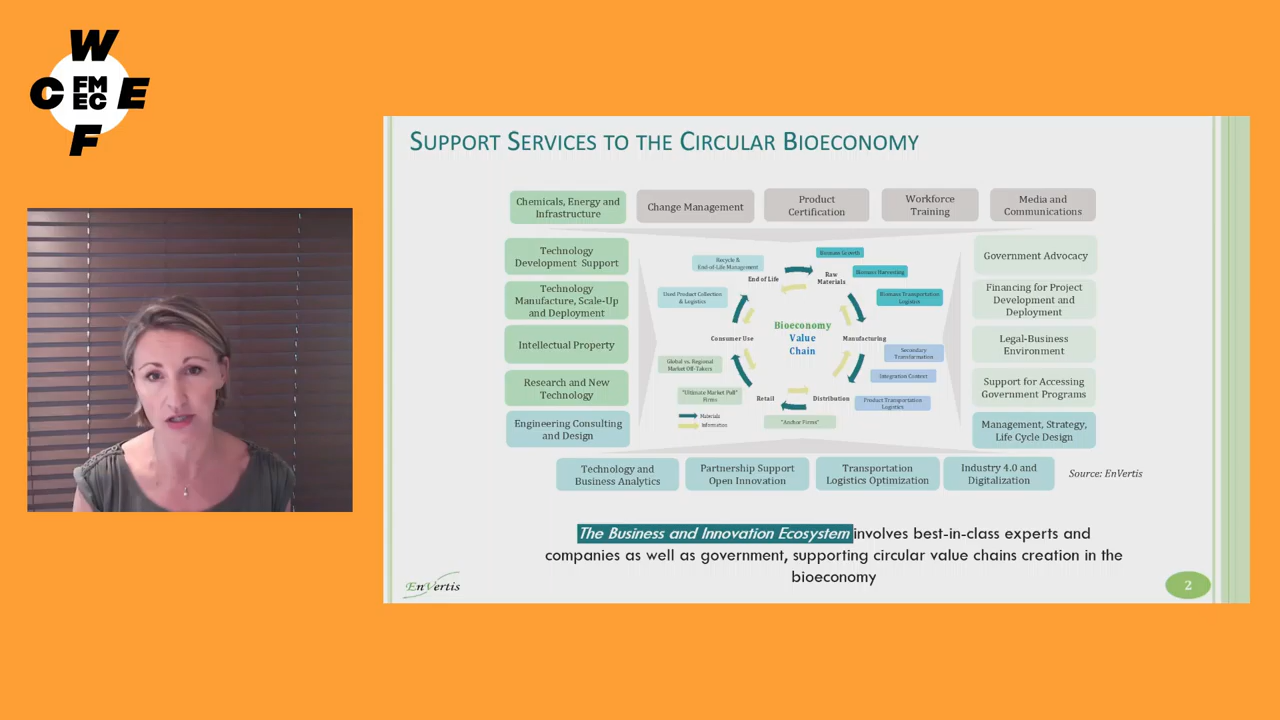 W
C FM E
EC
F
SUPPORT SERVICES TO THE CIRCULAR BIOECONOMY
Chemicals, Energy and
Infrastructure
Change Management
Product
Certification
Workforce
Training
Media and
Communications
Technology
Development Support
Technology
Manufacture, Scale-Up
and Deployment
Intellectual Property
Research and New
Technology
Engineering Consulting
and Design
Recycle &
End-of-Life Management
Used Product Collection
& Logistics
Global vs. Regional
Market Off-Takers
"Ultimate Market Pull"
Firms
"Anchor Firms"
Biomass Growth
Biomass Harvesting
Biomass Transportation
Logistics
Secondary
Transformation
Integration Context
Product Transportation
Logistics
End of Life
Raw
Materials
Consumer Use
Manufacturing
Retail
Distribution
Bioeconomy
Value
Chain
Materials
Information
Government Advocacy
Financing for Project
Development and
Deployment
Legal-Business
Environment
Support for Accessing
Government Programs
Management, Strategy,
Life Cycle Design
Technology and
Business Analytics
Partnership Support
Open Innovation
Transportation
Logistics Optimization
Industry 4.0 and
Digitalization
Source: EnVertis
The Business and Innovation Ecosystem involves best-in-class experts and
companies as well as government, supporting circular value chains creation in the
bioeconomy
EnVertis
2